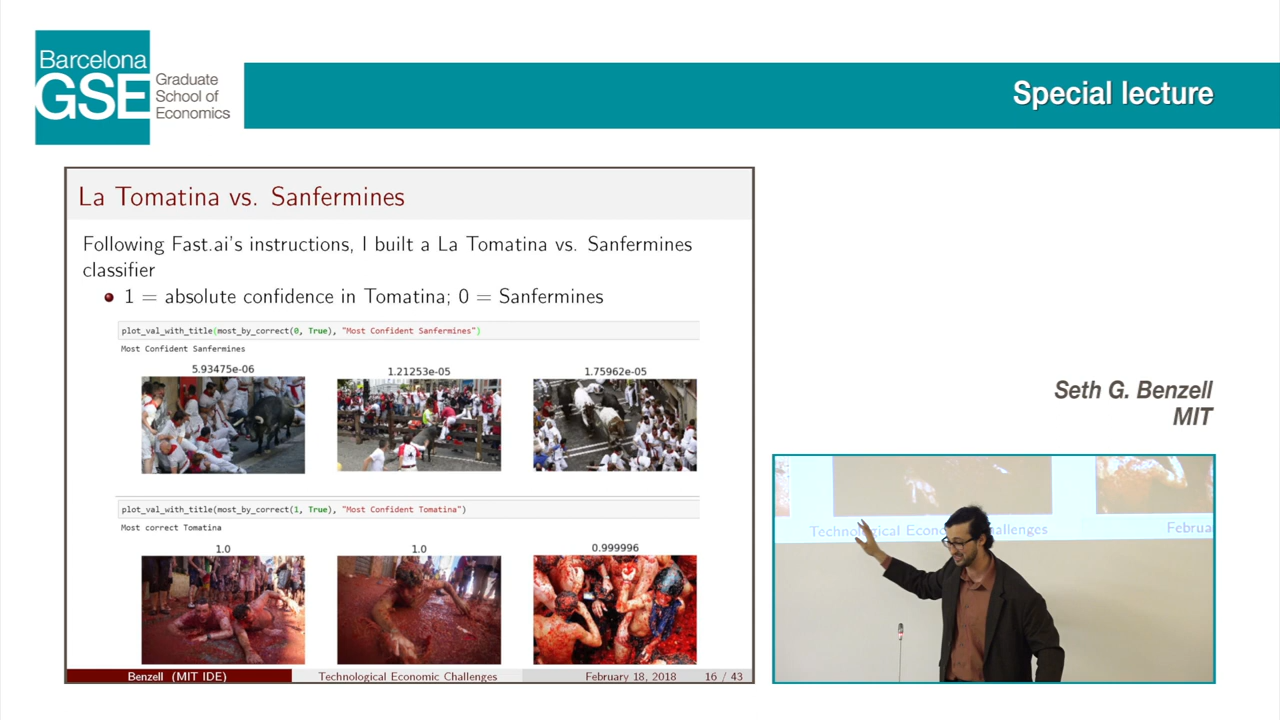 Barcelona
GSE
Graduate
School of
Economics
Special lecture
La Tomatina vs. Sanfermines
Following Fast.ai's instructions, I built a La Tomatina vs. Sanfermines
classifier
1 = absolute confidence in Tomatina; 0 = Sanfermines
plot_val_with_title(most_by_correct(0, True), "Most Confident Sanfermines")
Most Confident Sanfermines
5.93475e-06
1.21253e-05
1.75962e-05
plot_val_with_title(most_by_correct(1, True), "Most Confident Tomatina")
Most correct Tomatina
1.0
1.0
0.999996
Benzell (MIT IDE)
Technological Economic Challenges
February 18, 2018
16 / 43
Seth G. Benzell
MIT
Technological